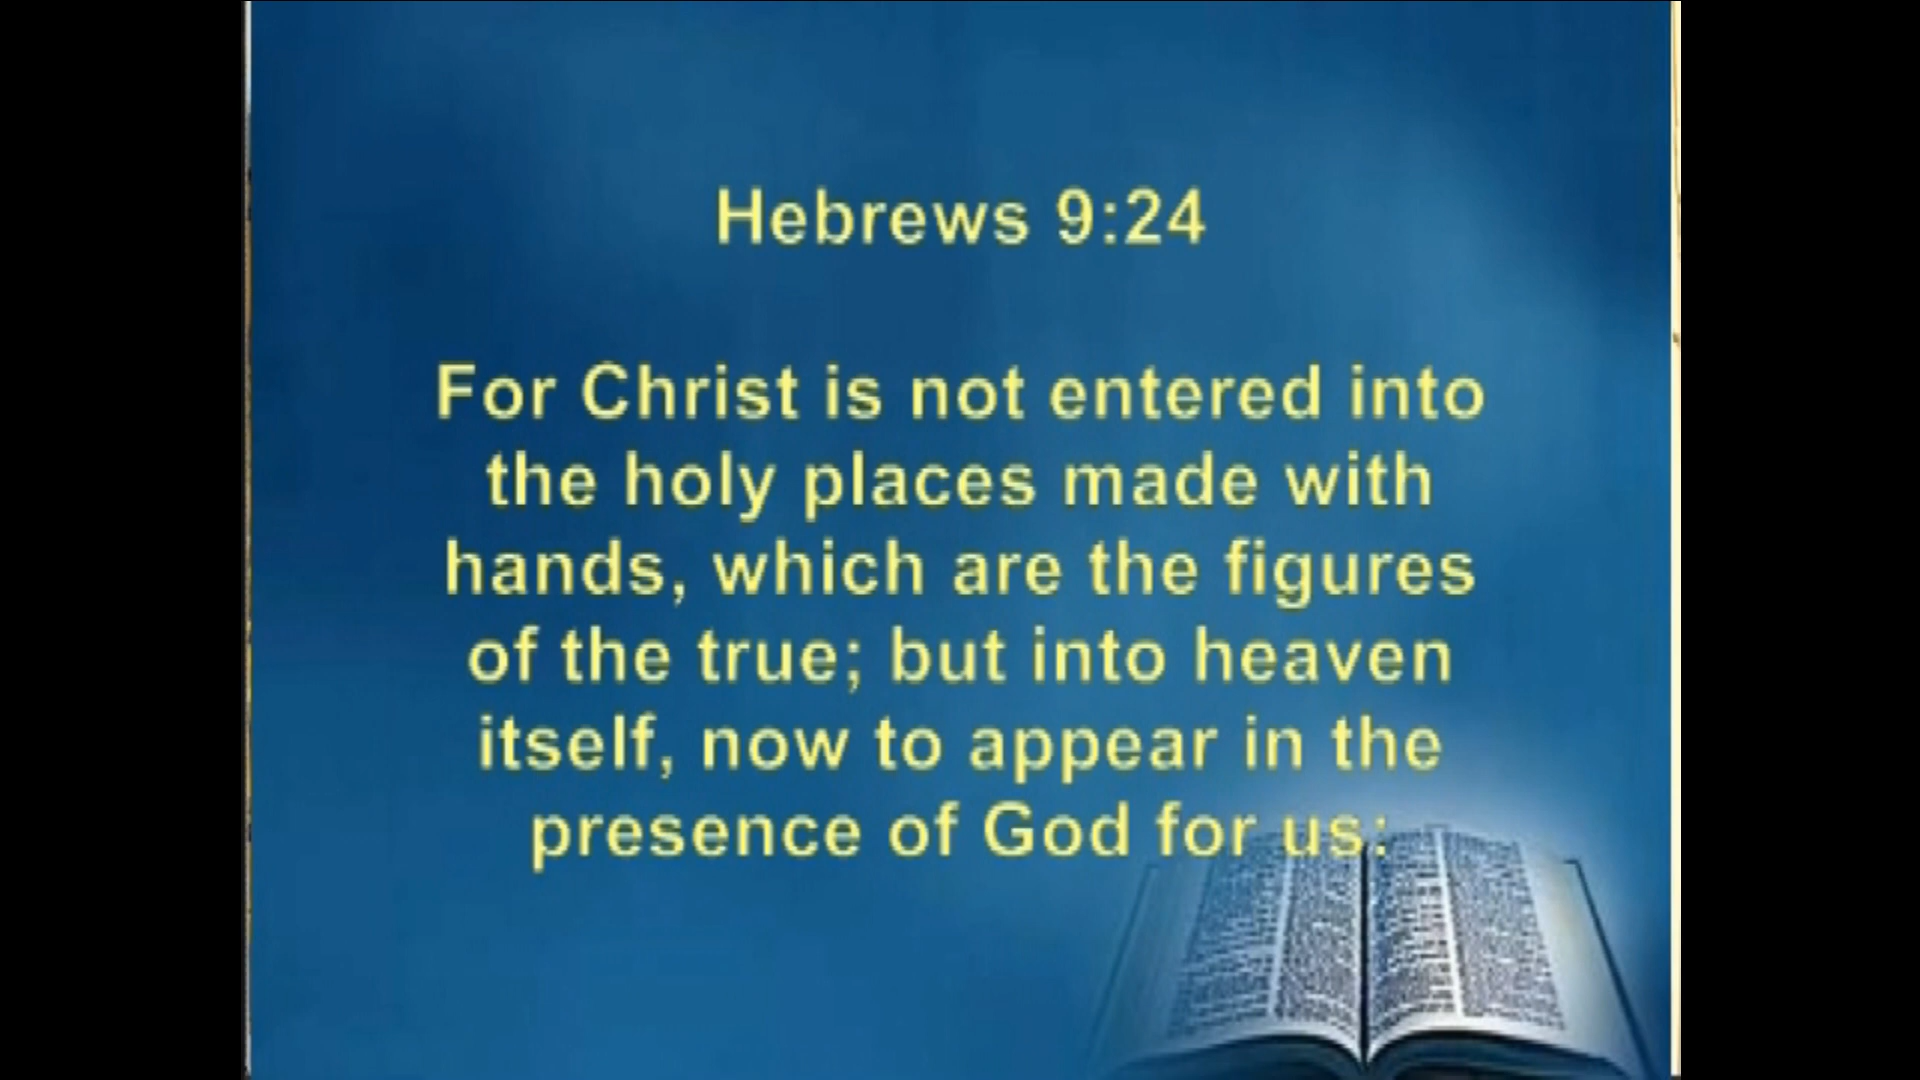 Hebrews 9:24
For Christ is not entered into
the holy places made with
hands, which are the figures
of the true; but into heaven
itself, now to appear in the
presence of God for us: